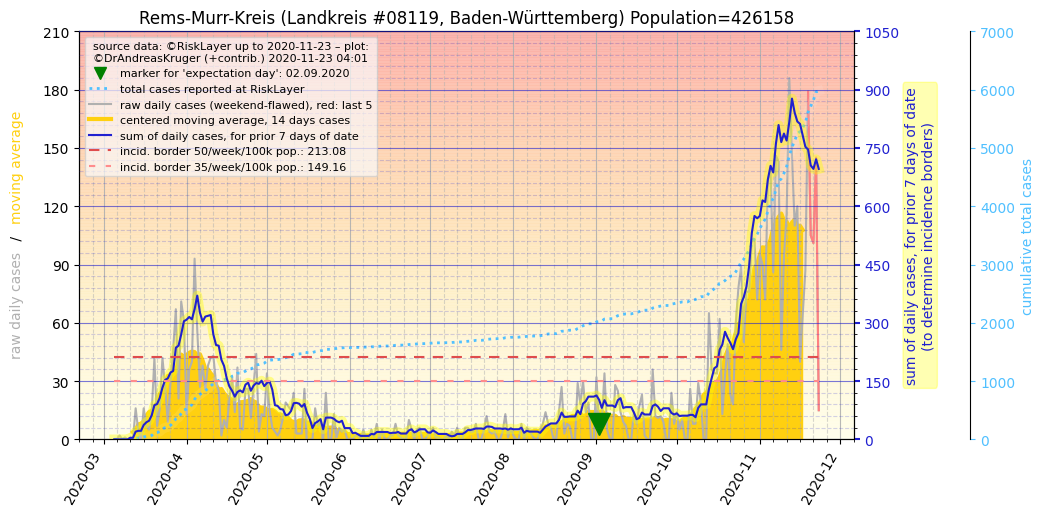 Rems-Murr-Kreis (Landkreis #08119, Baden-Württemberg) Population=426158
source data: ©RiskLayer up to 2020-11-23 – plot:
©DrAndreasKruger (+contrib.) 2020-11-23 04:01
marker for 'expectation day': 02.09.2020
total cases reported at RiskLayer
raw daily cases (weekend-flawed), red: last 5
centered moving average, 14 days cases
sum of daily cases, for prior 7 days of date
incid. border 50/week/100k pop.: 213.08
incid. border 35/week/100k pop.: 149.16
raw daily cases / moving average
210
180
150
120
90
60
30
0
1050
900
750
600
450
300
150
0
sum of daily cases, for prior 7 days of date
(to determine incidence borders)
7000
6000
5000
4000
3000
2000
1000
0
cumulative total cases
2020-03
2020-04
2020-05
2020-06
2020-07
2020-08
2020-09
2020-10
2020-11
2020-12